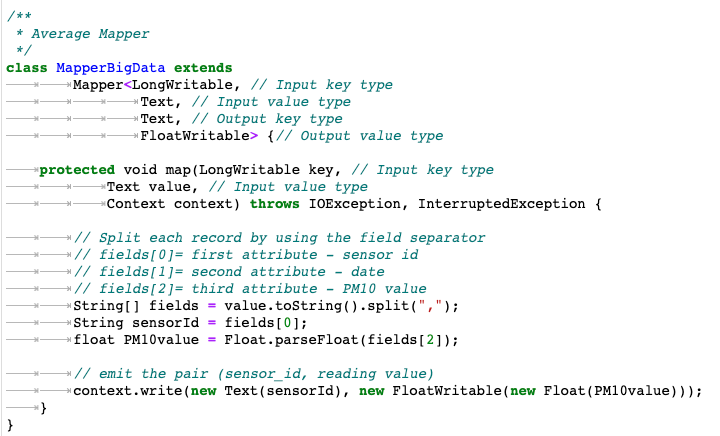 /**
 * Average Mapper
 */
class MapperBigData extends
        Mapper<LongWritable, // Input key type
                Text, // Input value type
                Text, // Output key type
                FloatWritable> {// Output value type

    protected void map(LongWritable key, // Input key type
            Text value, // Input value type
            Context context) throws IOException, InterruptedException {

        // Split each record by using the field separator
        // fields[0]= first attribute - sensor id
        // fields[1]= second attribute - date
        // fields[2]= third attribute - PM10 value
        String[] fields = value.toString().split(",");
        String sensorId = fields[0];
        float PM10value = Float.parseFloat(fields[2]);

        // emit the pair (sensor_id, reading value)
        context.write(new Text(sensorId), new FloatWritable(new Float(PM10value)));
    }
}